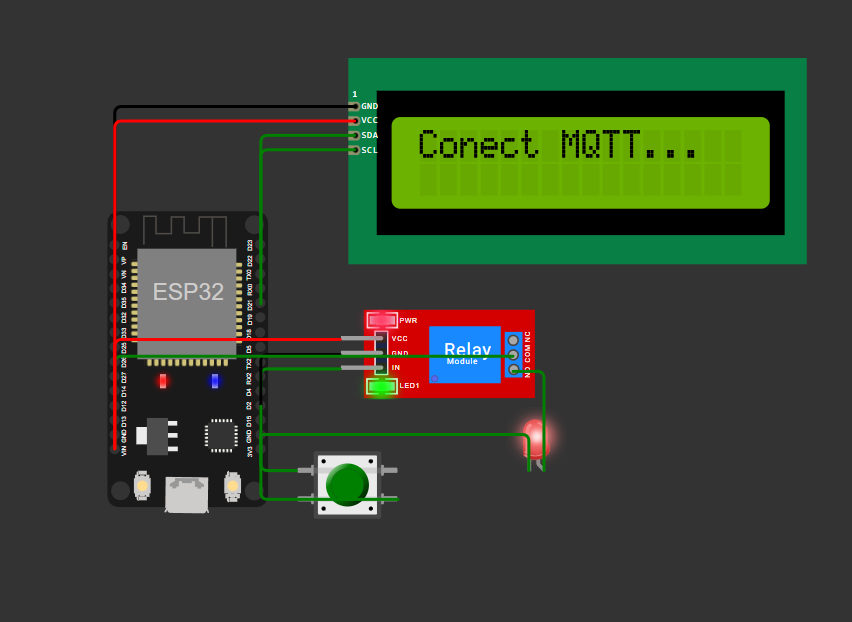 1
GND
VCC
SDA
SCL
Conect MQTT...
ESP32
EN
VP
VN
D34
D35
D32
D33
D25
D26
D27
D14
D12
D13
GND
VIN
D23
D22
TX0
RX0
D21
D19
D18
D5
TX2
RX2
D4
D2
D15
GND
3V3
PWR
VCC
GND
IN
LED1
Relay
Module
NC
COM
NO